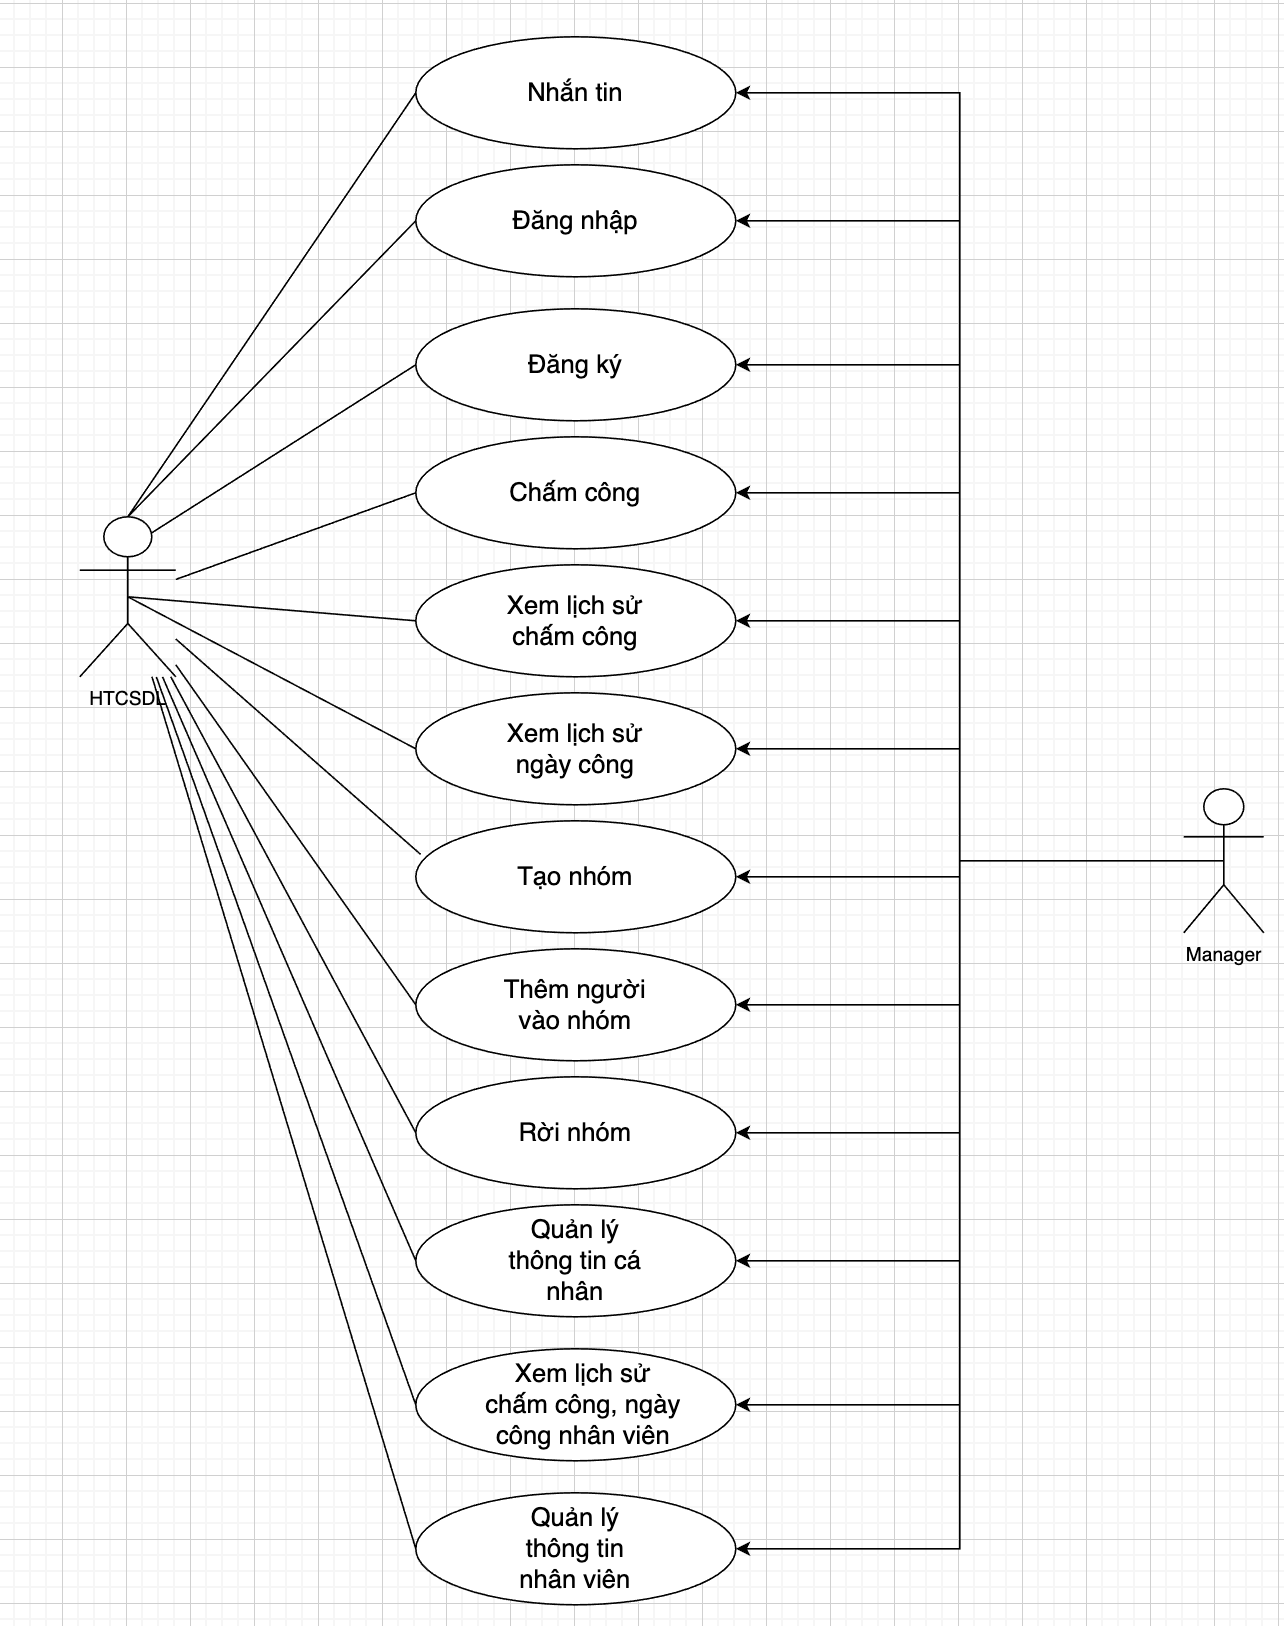 Nhắn tin
Đăng nhập
Đăng ký
Chấm công
Xem lịch sử
chấm công
HTCSDL
Xem lịch sử
ngày công
Tạo nhóm
Manager
Thêm người
vào nhóm
Rời nhóm
Quản lý
thông tin cá
nhân
Xem lịch sử
chấm công, ngày
công nhân viên
Quản lý
thông tin
nhân viên